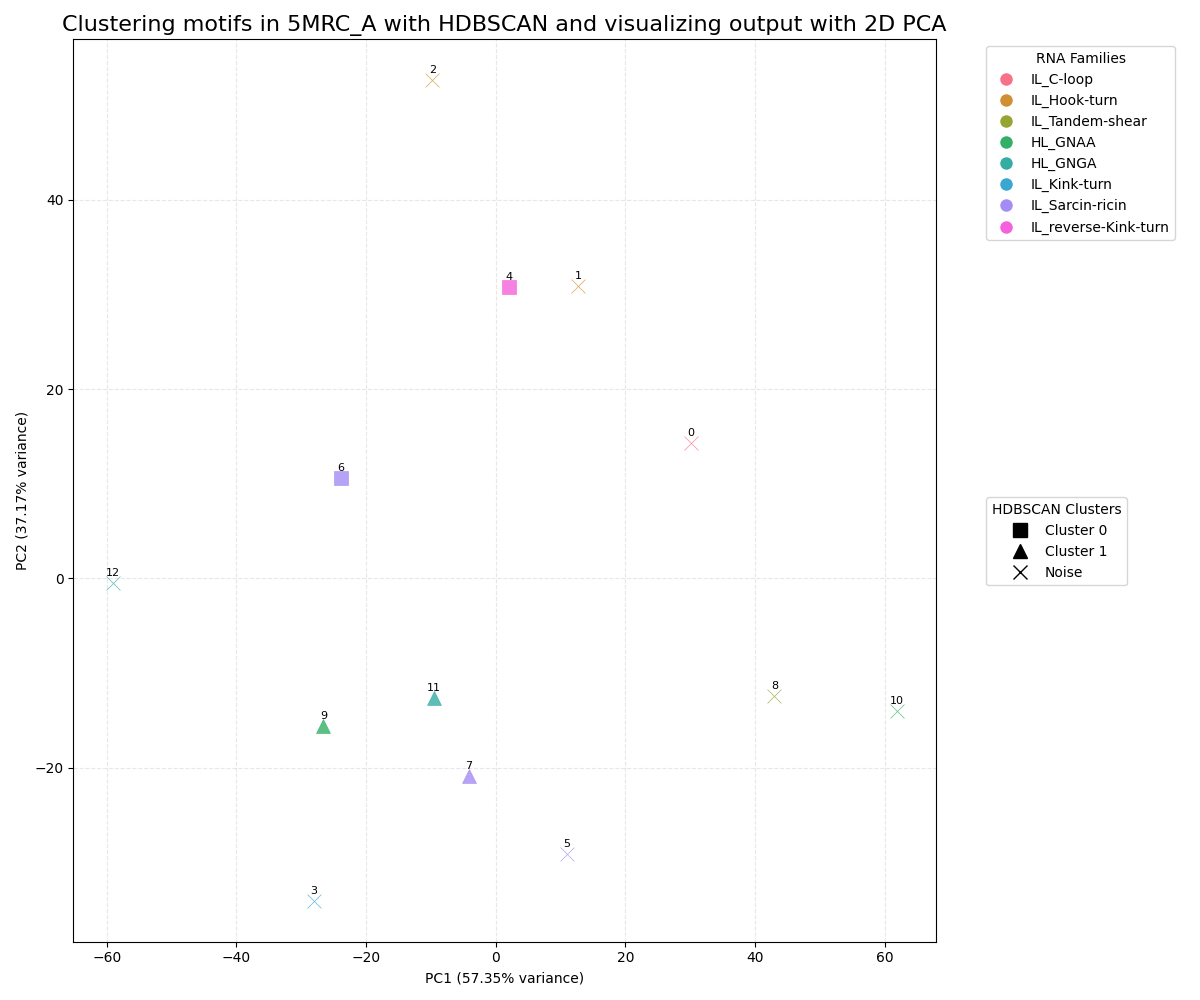 Clustering motifs in 5MRC_A with HDBSCAN and visualizing output with 2D PCA
RNA Families
IL_C-loop
IL_Hook-turn
IL_Tandem-shear
HL_GNAA
HL_GNGA
IL_Kink-turn
IL_Sarcin-ricin
IL_reverse-Kink-turn
HDBSCAN Clusters
Cluster 0
Cluster 1
Noise
2
4
1
0
6
12
11
8
10
9
7
5
3
40
20
0
−20
PC2 (37.17% variance)
−60
−40
−20
0
20
40
60
PC1 (57.35% variance)